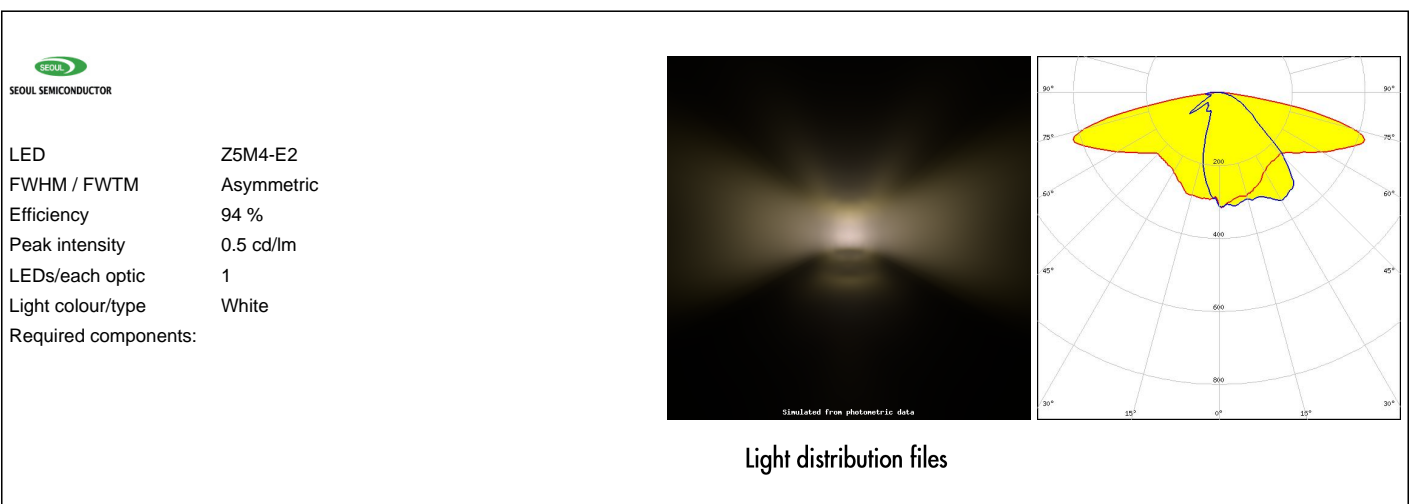 SEOUL
SEOUL SEMICONDUCTOR
LED Z5M4-E2
FWHM / FWTM Asymmetric
Efficiency 94 %
Peak intensity 0.5 cd/lm
LEDs/each optic 1
Light colour/type White
Required components:
Simulated from photometric data
90° 90°
75° 75°
200
60° 60°
400
45° 45°
600
800
30° 15° 0° 15° 30°
Light distribution files